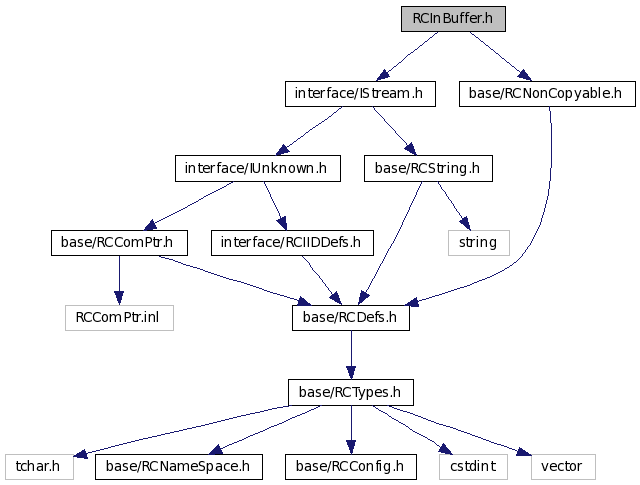 RCInBuffer.h
interface/IStream.h
base/RCNonCopyable.h
interface/IUnknown.h
base/RCString.h
base/RCComPtr.h
interface/RCIIDDefs.h
string
RCComPtr.inl
base/RCDefs.h
base/RCTypes.h
tchar.h
base/RCNameSpace.h
base/RCConfig.h
cstdint
vector